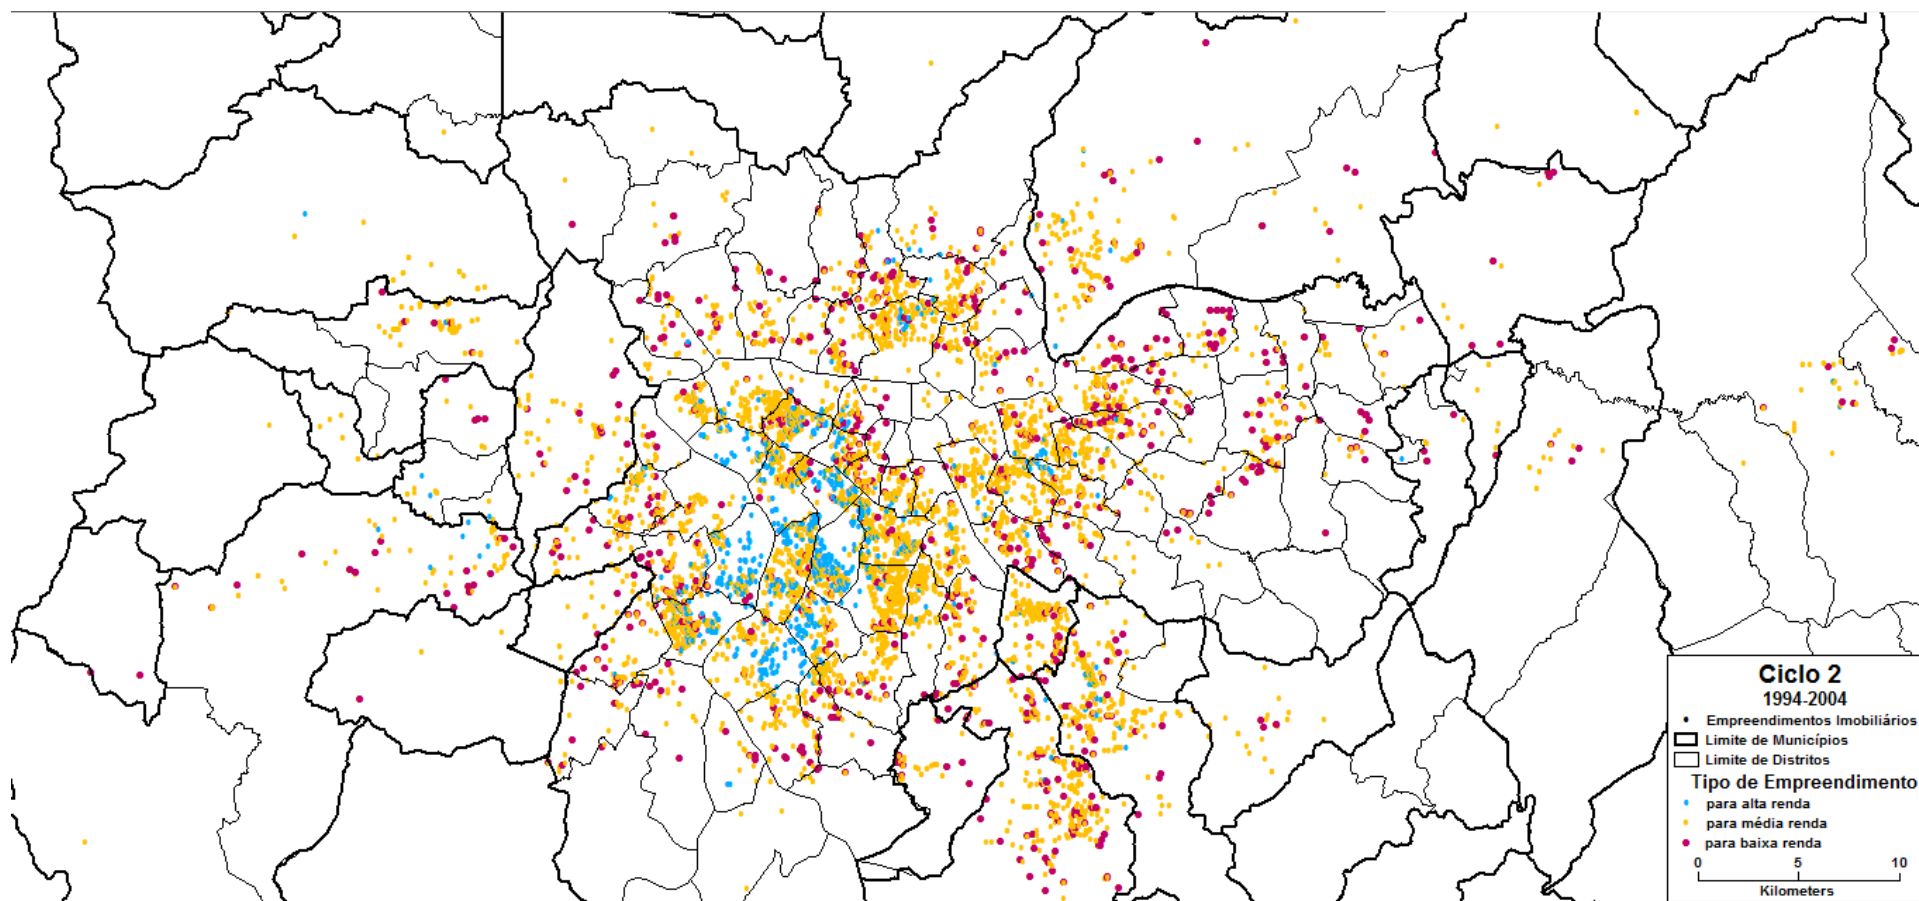 Ciclo 2
1994-2004
Empreendimentos Imobiliários
Limite de Municípios
Limite de Distritos
Tipo de Empreendimento
para alta renda
para média renda
para baixa renda
0 5 10
Kilometers